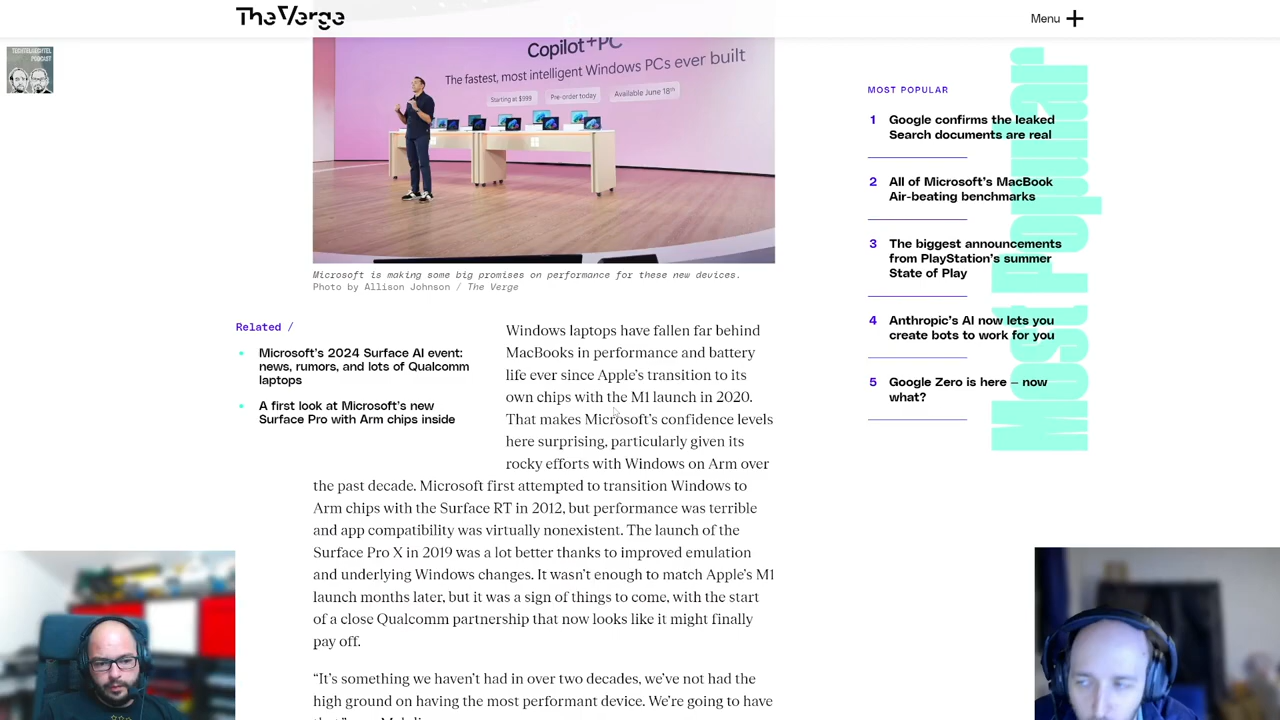 The Verge
Menu
TECHTELMECHTEL
PODCAST
Copilot+PC
The fastest, most intelligent Windows PCs ever built
Starting at $999
Pre-order today
Available June 18th
Microsoft is making some big promises on performance for these new devices.
Photo by Allison Johnson / The Verge
Related /
Microsoft's 2024 Surface AI event:
news, rumors, and lots of Qualcomm
laptops
A first look at Microsoft's new
Surface Pro with Arm chips inside
Windows laptops have fallen far behind
MacBooks in performance and battery
life ever since Apple's transition to its
own chips with the M1 launch in 2020.
That makes Microsoft's confidence levels
here surprising, particularly given its
rocky efforts with Windows on Arm over
the past decade. Microsoft first attempted to transition Windows to
Arm chips with the Surface RT in 2012, but performance was terrible
and app compatibility was virtually nonexistent. The launch of the
Surface Pro X in 2019 was a lot better thanks to improved emulation
and underlying Windows changes. It wasn't enough to match Apple's M1
launch months later, but it was a sign of things to come, with the start
of a close Qualcomm partnership that now looks like it might finally
pay off.
“It's something we haven't had in over two decades, we've not had the
high ground on having the most performant device. We're going to have
MOST POPULAR
1 Google confirms the leaked
Search documents are real
2 All of Microsoft's MacBook
Air-beating benchmarks
3 The biggest announcements
from PlayStation's summer
State of Play
4 Anthropic's AI now lets you
create bots to work for you
5 Google Zero is here — now
what?
Most Popular